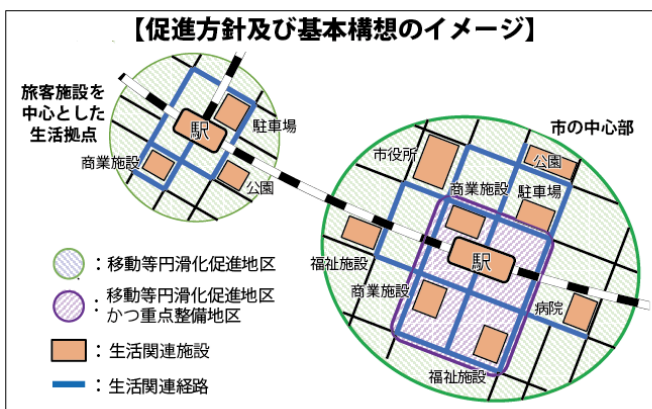 【促進方針及び基本構想のイメージ】
旅客施設を
中心とした
生活拠点
駅
駐車場
商業施設
公園
市の中心部
市役所
公園
商業施設
駐車場
福祉施設
駅
商業施設
病院
福祉施設
：移動等円滑化促進地区
：移動等円滑化促進地区
かつ重点整備地区
：生活関連施設
：生活関連経路